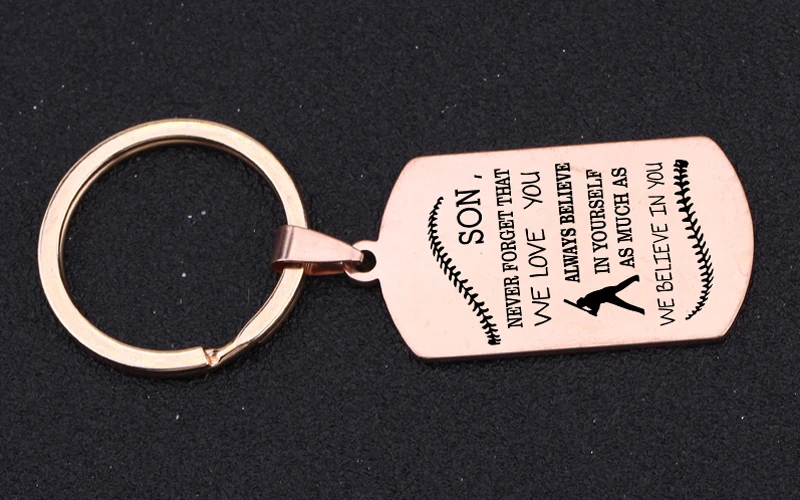 SON,
NEVER FORGET THAT
WE LOVE YOU
ALWAYS BELIEVE
IN YOURSELF
AS MUCH AS
WE BELIEVE IN YOU